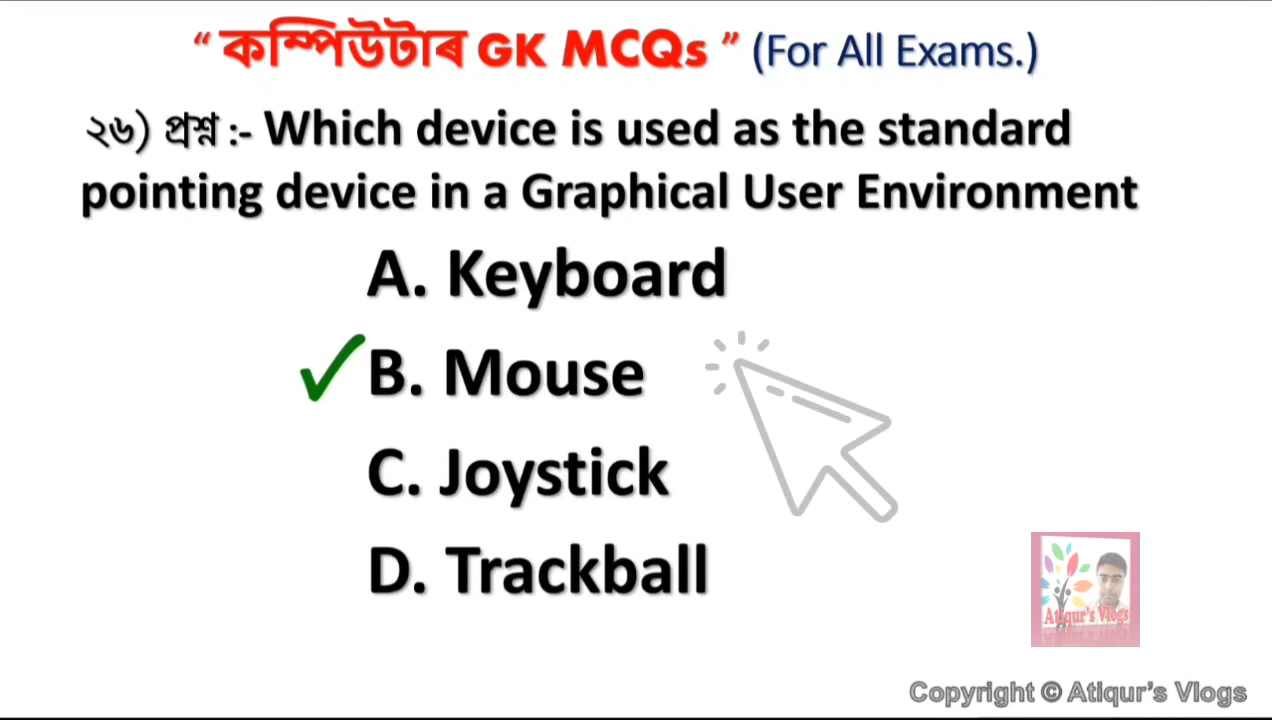 “ কম্পিউটাৰ GK MCQs ” (For All Exams.)
২৬) প্ৰশ্ন :- Which device is used as the standard
pointing device in a Graphical User Environment
A. Keyboard
✓ B. Mouse
C. Joystick
D. Trackball
Atiqur's Vlogs
Copyright © Atiqur’s Vlogs